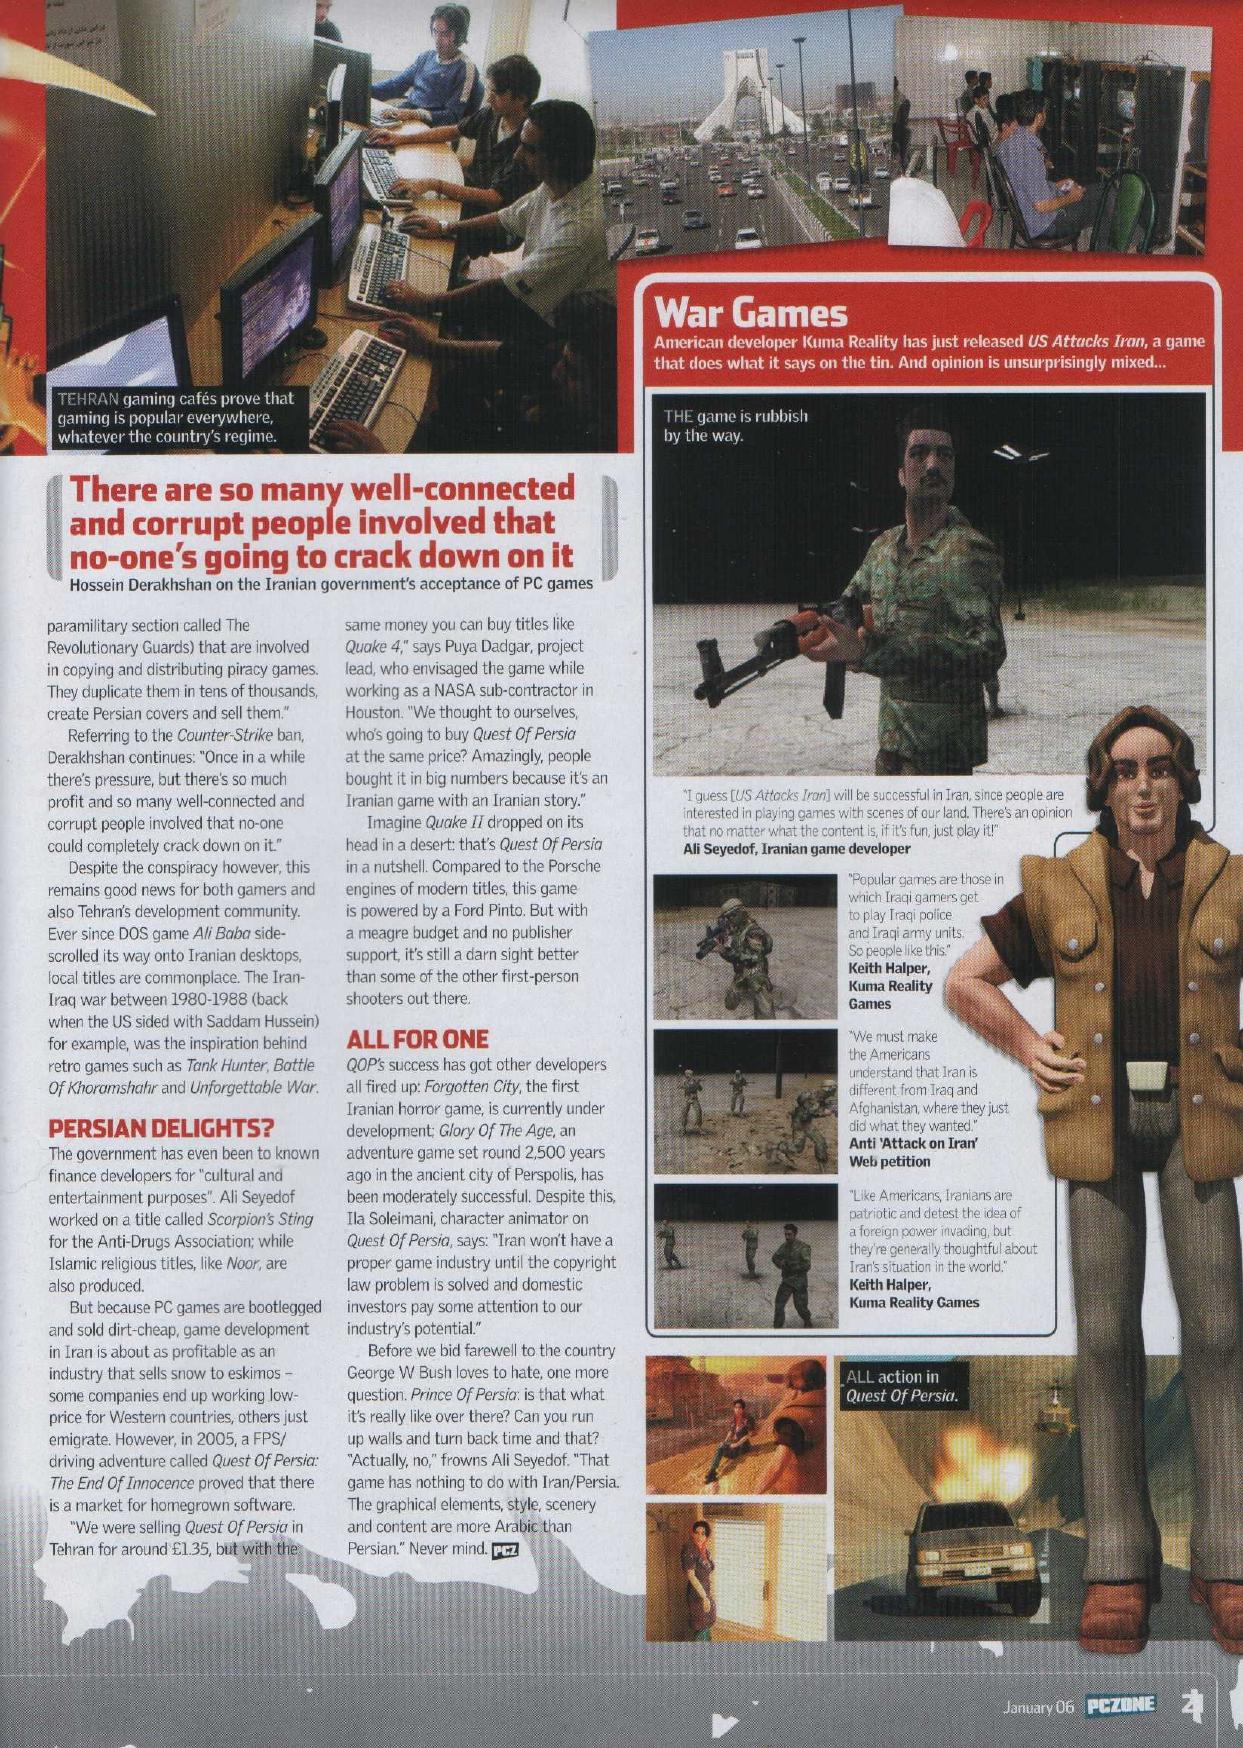 TEHRAN gaming cafés prove that
gaming is popular everywhere,
whatever the country's regime.
There are so many well-connected
and corrupt people involved that
no-one's going to crack down on it
Hossein Derakhshan on the Iranian government's acceptance of PC games
paramilitary section called The
Revolutionary Guards) that are involved
in copying and distributing piracy games.
They duplicate them in tens of thousands,
create Persian covers and sell them."
Referring to the Counter-Strike ban,
Derakhshan continues: "Once in a while
there's pressure, but there's so much
profit and so many well-connected and
corrupt people involved that no-one
could completely crack down on it."
Despite the conspiracy however, this
remains good news for both gamers and
also Tehran's development community.
Ever since DOS game Ali Baba side-
scrolled its way onto Iranian desktops,
local titles are commonplace. The Iran-
Iraq war between 1980-1988 (back
when the US sided with Saddam Hussein)
for example, was the inspiration behind
retro games such as Tank Hunter, Battle
Of Khoramshahr and Unforgettable War.
PERSIAN DELIGHTS?
The government has even been to known
finance developers for "cultural and
entertainment purposes". Ali Seyedof
worked on a title called Scorpion's Sting
for the Anti-Drugs Association; while
Islamic religious titles, like Noor, are
also produced.
But because PC games are bootlegged
and sold dirt-cheap, game development
in Iran is about as profitable as an
industry that sells snow to eskimos –
some companies end up working low-
price for Western countries, others just
emigrate. However, in 2005, a FPS/
driving adventure called Quest Of Persia:
The End Of Innocence proved that there
is a market for homegrown software.
"We were selling Quest Of Persia in
Tehran for around £1.35, but with the
same money you can buy titles like
Quake 4," says Puya Dadgar, project
lead, who envisaged the game while
working as a NASA sub-contractor in
Houston. "We thought to ourselves,
who's going to buy Quest Of Persia
at the same price? Amazingly, people
bought it in big numbers because it's an
Iranian game with an Iranian story."
Imagine Quake II dropped on its
head in a desert: that's Quest Of Persia
in a nutshell. Compared to the Porsche
engines of modern titles, this game
is powered by a Ford Pinto. But with
a meagre budget and no publisher
support, it's still a darn sight better
than some of the other first-person
shooters out there.
ALL FOR ONE
QOP's success has got other developers
all fired up: Forgotten City, the first
Iranian horror game, is currently under
development; Glory Of The Age, an
adventure game set round 2,500 years
ago in the ancient city of Perspolis, has
been moderately successful. Despite this,
Ila Soleimani, character animator on
Quest Of Persia, says: "Iran won't have a
proper game industry until the copyright
law problem is solved and domestic
investors pay some attention to our
industry's potential."
Before we bid farewell to the country
George W Bush loves to hate, one more
question. Prince Of Persia: is that what
it's really like over there? Can you run
up walls and turn back time and that?
"Actually, no," frowns Ali Seyedof. "That
game has nothing to do with Iran/Persia.
The graphical elements, style, scenery
and content are more Arabic than
Persian." Never mind. PCZ
War Games
American developer Kuma Reality has just released US Attacks Iran, a game
that does what it says on the tin. And opinion is unsurprisingly mixed...
THE game is rubbish
by the way.
"I guess [US Attacks Iran] will be successful in Iran, since people are
interested in playing games with scenes of our land. There's an opinion
that no matter what the content is, if it's fun, just play it!"
Ali Seyedof, Iranian game developer
"Popular games are those in
which Iraqi gamers get
to play Iraqi police
and Iraqi army units.
So people like this."
Keith Halper,
Kuma Reality
Games
"We must make
the Americans
understand that Iran is
different from Iraq and
Afghanistan, where they just
did what they wanted."
Anti 'Attack on Iran'
Web petition
"Like Americans, Iranians are
patriotic and detest the idea of
a foreign power invading, but
they're generally thoughtful about
Iran's situation in the world."
Keith Halper,
Kuma Reality Games
ALL action in
Quest Of Persia.
January 06 PCZONE